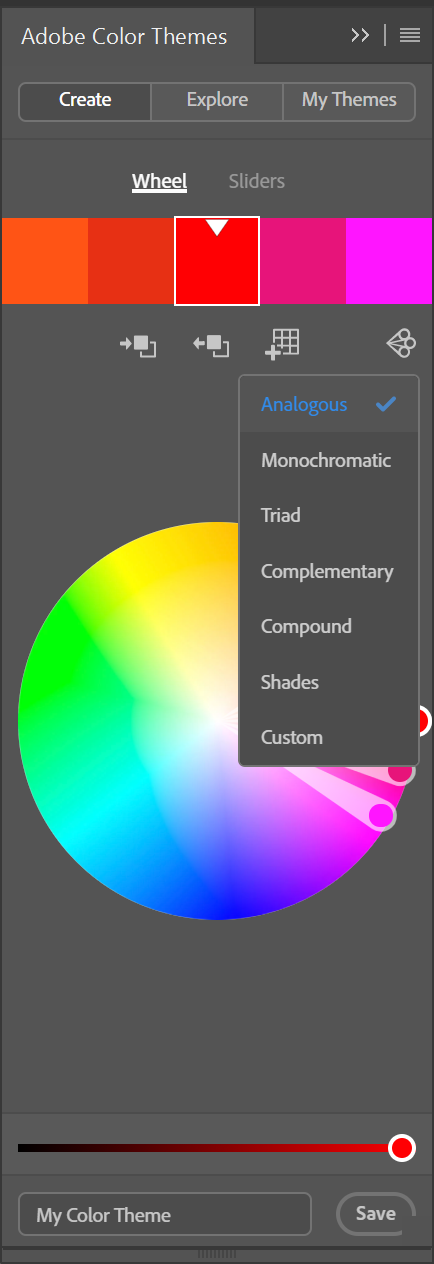 Adobe Color Themes
Create Explore My Themes
Wheel Sliders
Analogous
Monochromatic
Triad
Complementary
Compound
Shades
Custom
My Color Theme Save